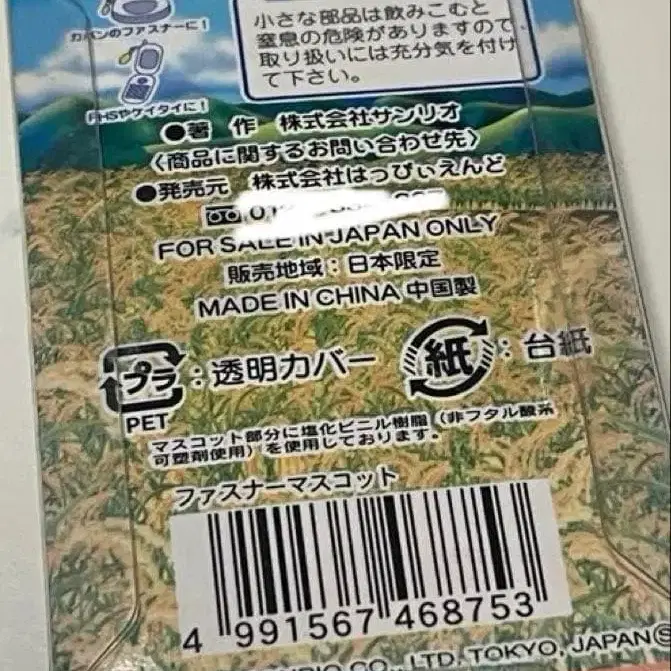 カバンのファスナーに!
PHSやケイタイに!
小さな部品は飲みこむと
窒息の危険がありますので
取り扱いには充分気を付け
て下さい。
●著 作 株式会社サンリオ
〈商品に関するお問い合わせ先〉
●発売元 株式会社はっぴぃえんど
FOR SALE IN JAPAN ONLY
販売地域:日本限定
MADE IN CHINA 中国製
プラ:透明カバー
PET
紙:台紙
マスコット部分に塩化ビニル樹脂(非フタル酸系
可塑剤使用)を使用しております。
ファスナーマスコット
4 991567 468753
CO., LTD. TOKYO, JAPAN Ⓢ